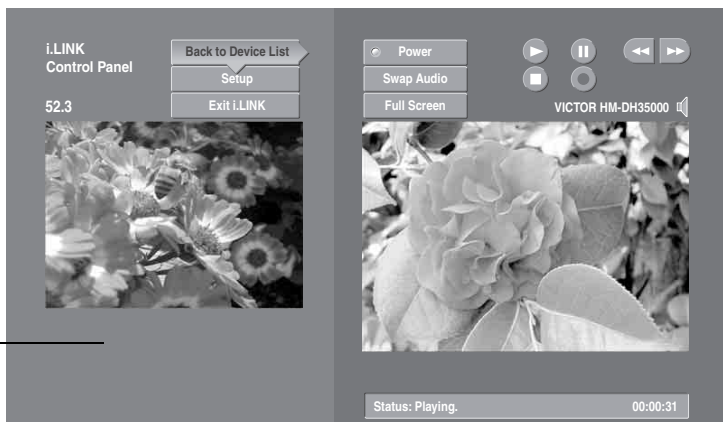 i.LINK
Control Panel
52.3
Back to Device List
Setup
Exit i.LINK
Power
Swap Audio
Full Screen
VICTOR HM-DH35000
Status: Playing.
00:00:31